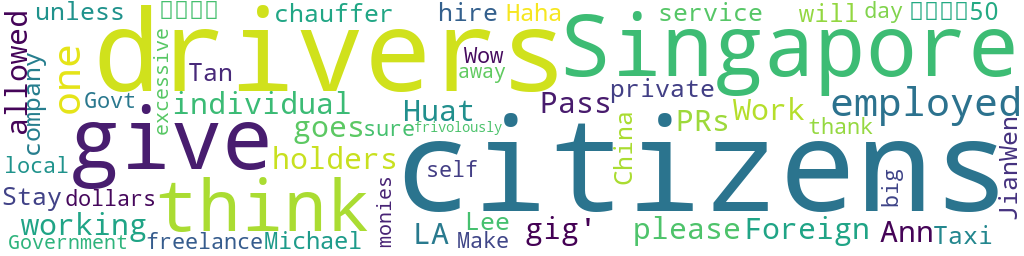 unless chauffer hire Haha service will day 50
drivers Singapore
allowed company one Tan excessive Wow away private
Govt individual Huat Pass employed
give goes sure frivolously citizens PRs Work thank
local holders self China JianWen
Stay dollars think monies big
working Lee gig' please Foreign Ann
Government freelance Michael LA Make Taxi